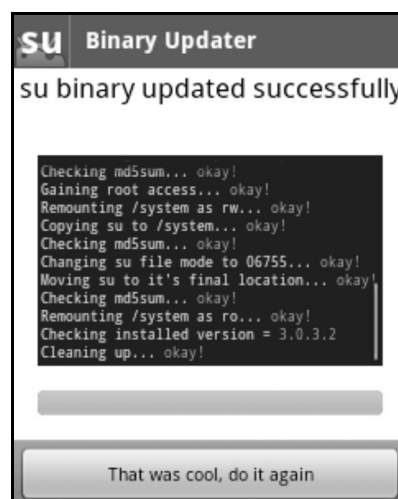 su Binary Updater
su binary updated successfully
Checking md5sum... okay!
Gaining root access... okay!
Remounting /system as rw... okay!
Copying su to /system... okay!
Checking md5sum... okay!
Changing su file mode to 06755... okay!
Moving su to it's final location... okay!
Checking md5sum... okay!
Remounting /system as ro... okay!
Checking installed version = 3.0.3.2
Cleaning up... okay!
That was cool, do it again